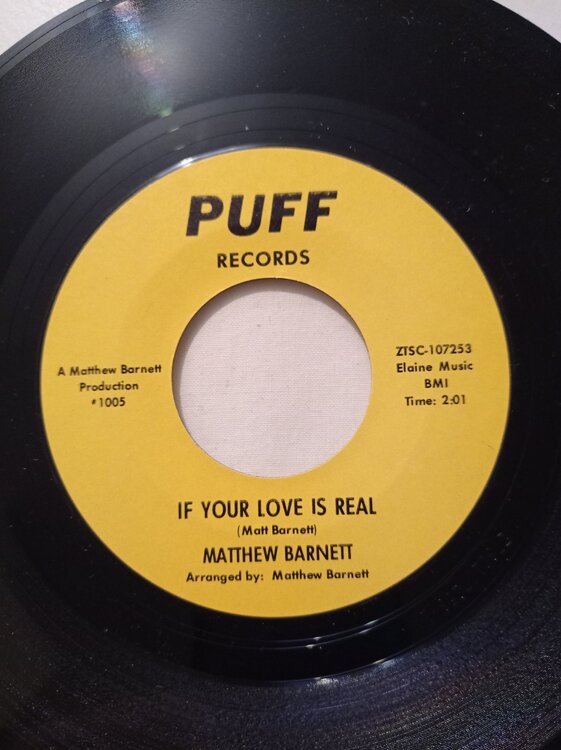 PUFF
RECORDS
A Matthew Barnett
Production
#1005
ZTSC-107253
Elaine Music
BMI
Time: 2:01
IF YOUR LOVE IS REAL
(Matt Barnett)
MATTHEW BARNETT
Arranged by: Matthew Barnett